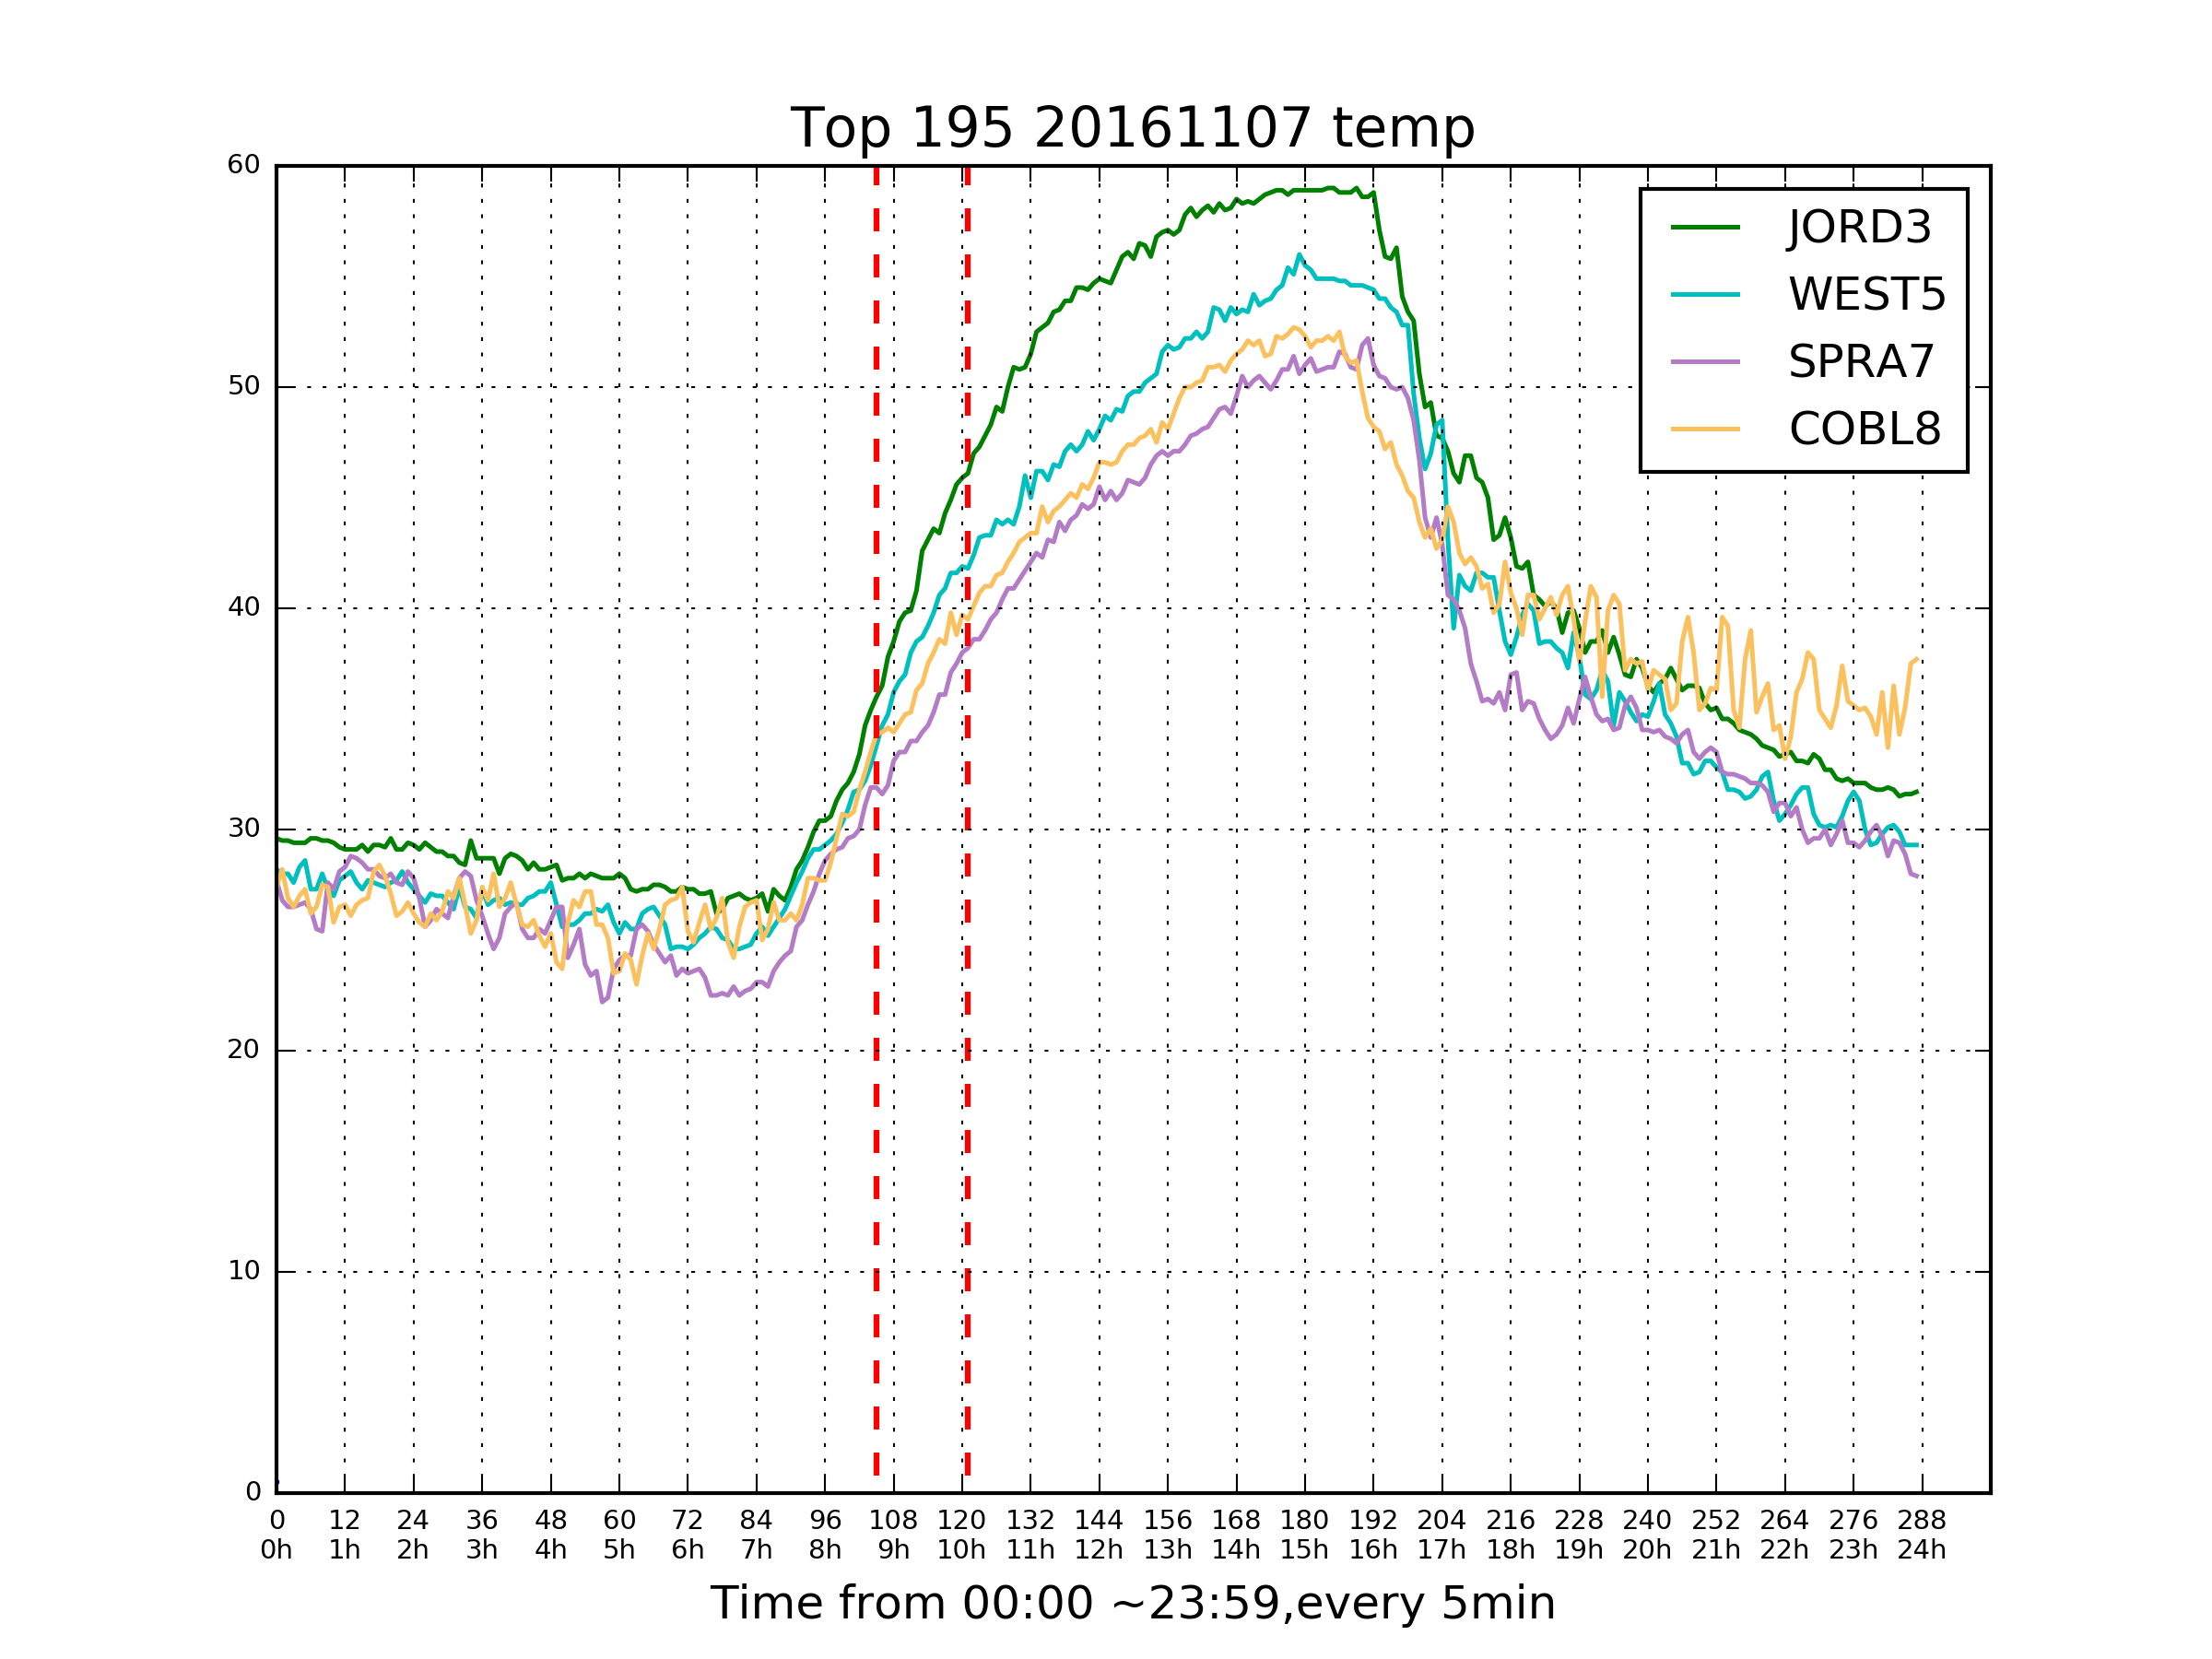 Top 195 20161107 temp
60
50
40
30
20
10
0
JORD3
WEST5
SPRA7
COBL8
0 12 24 36 48 60 72 84 96 108 120 132 144 156 168 180 192 204 216 228 240 252 264 276 288
0h 1h 2h 3h 4h 5h 6h 7h 8h 9h 10h 11h 12h 13h 14h 15h 16h 17h 18h 19h 20h 21h 22h 23h 24h
Time from 00:00 ~23:59,every 5min